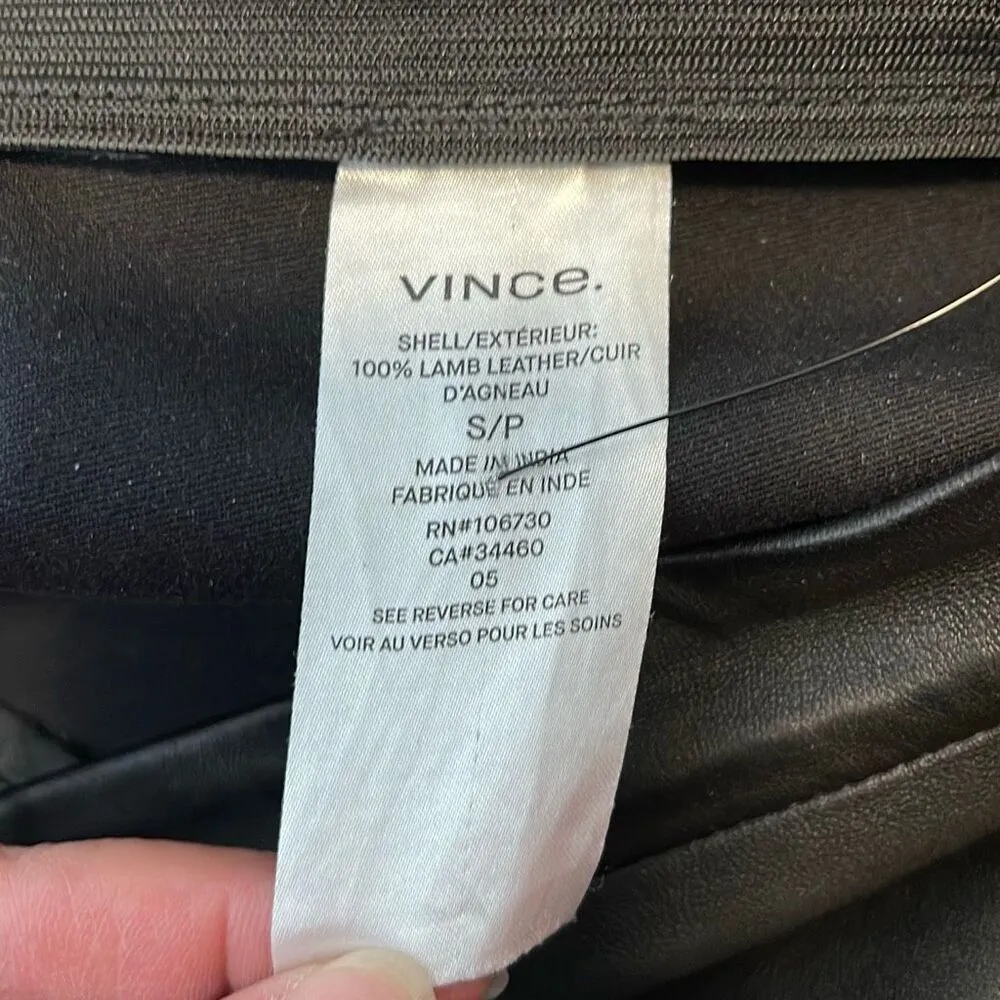 VINCe.
SHELL/EXTÉRIEUR:
100% LAMB LEATHER/CUIR
D'AGNEAU
S/P
MADE IN INDIA
FABRIQUÉ EN INDE
RN#106730
CA#34460
05
SEE REVERSE FOR CARE
VOIR AU VERSO POUR LES SOINS